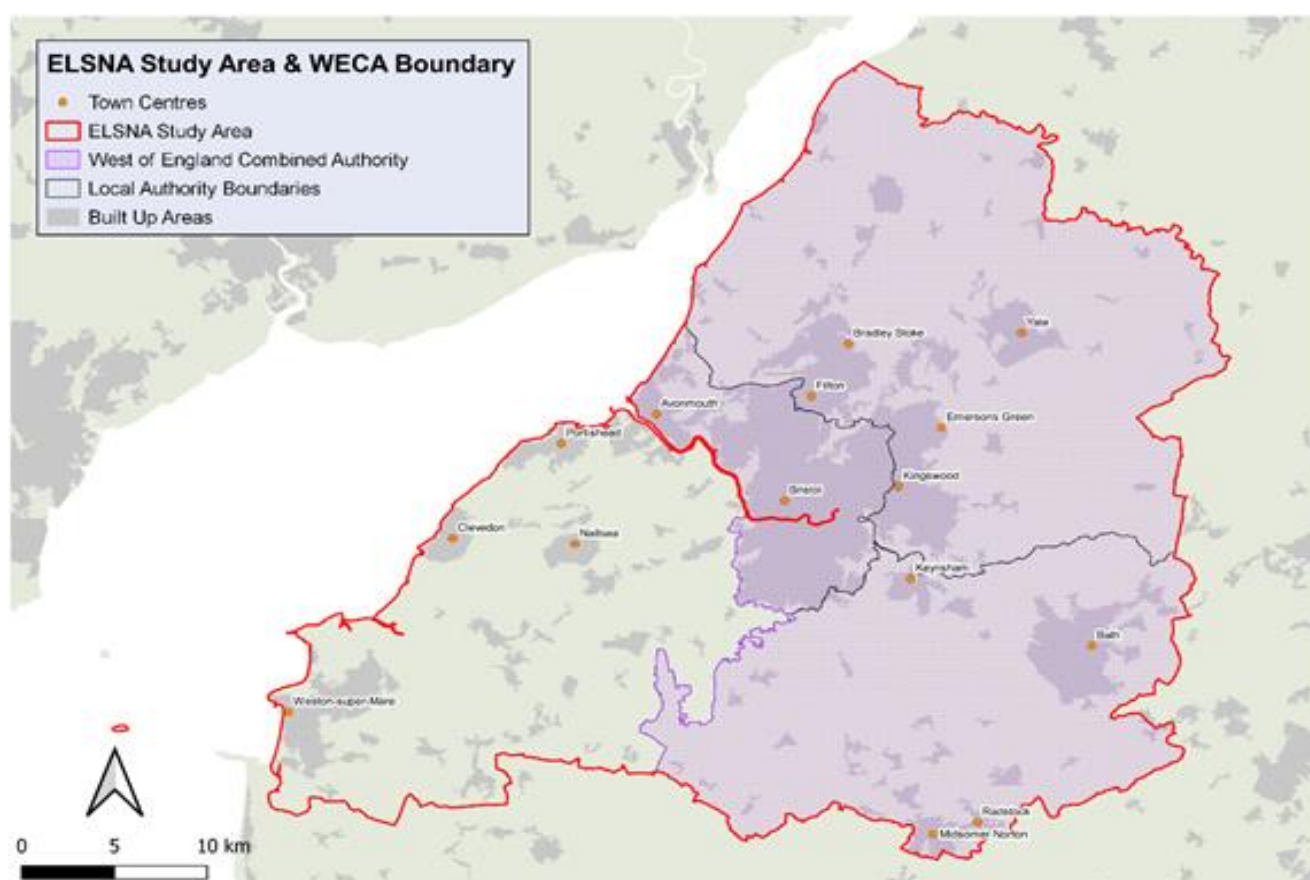 ELSNA Study Area & WECA Boundary
Town Centres
ELSNA Study Area
West of England Combined Authority
Local Authority Boundaries
Built Up Areas
Yate
Bradley Stoke
Filton
Avonmouth
Emersons Green
Portishead
Kingswood
Bristol
Clevedon
Nailsea
Keynsham
Bath
Weston-super-Mare
Radstock
Midsomer Norton
0 5 10 km